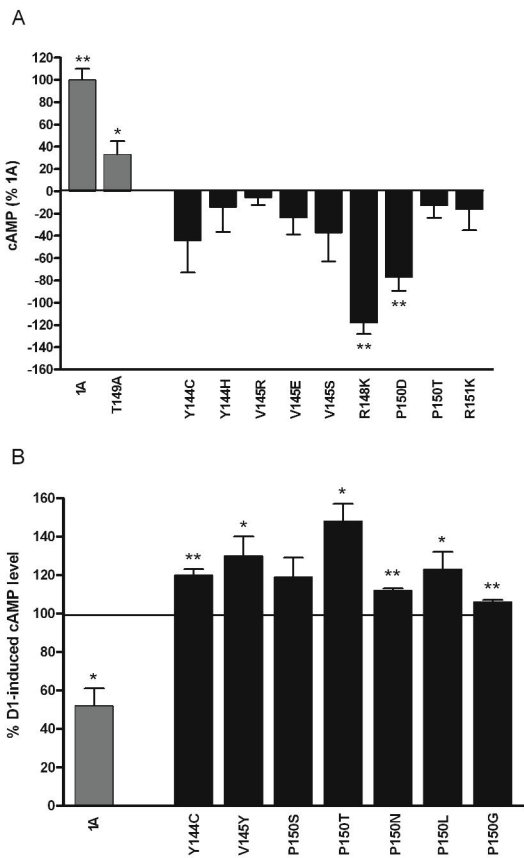 A
cAMP (% 1A)
120
100
80
60
40
20
0
-20
-40
-60
-80
-100
-120
-140
-160
**
*
**
**
1A
T149A
Y144C
Y144H
V145R
V145E
V145S
R148K
P150D
P150T
R151K
B
% D1-induced cAMP level
160
140
120
100
80
60
40
20
0
*
**
*
*
**
*
**
1A
Y144C
V145Y
P150S
P150T
P150N
P150L
P150G